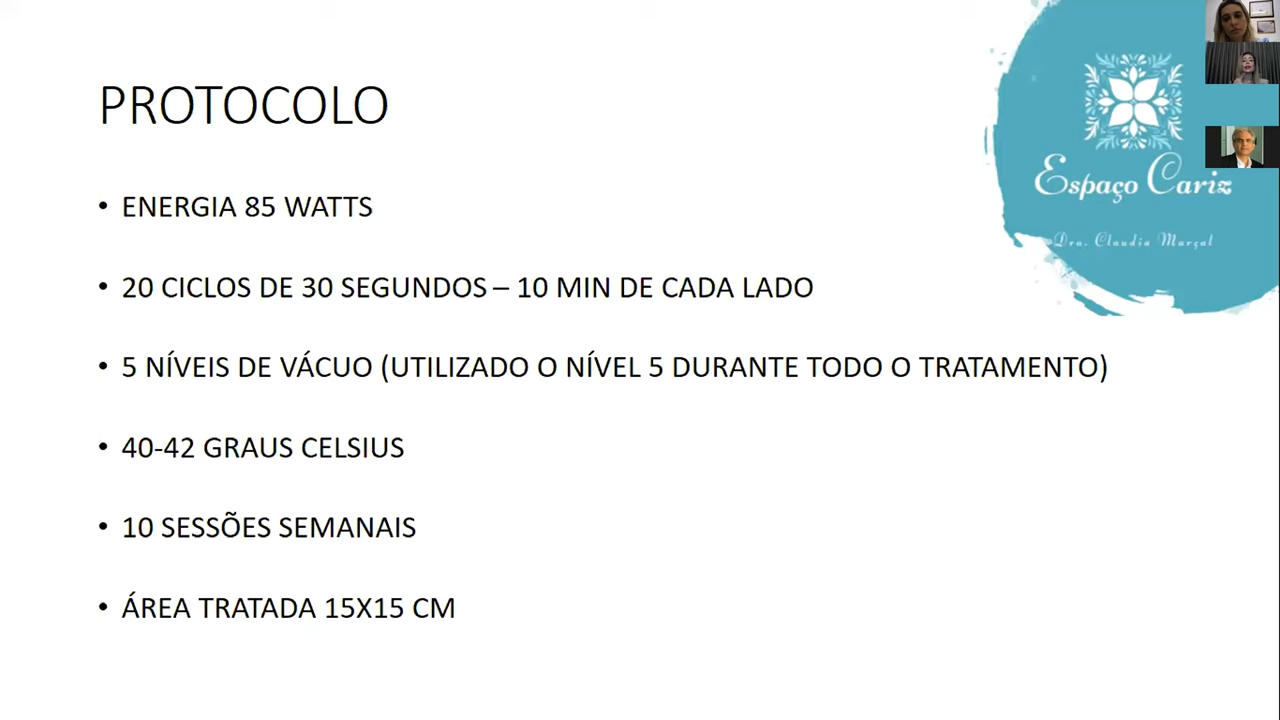 PROTOCOLO
• ENERGIA 85 WATTS
• 20 CICLOS DE 30 SEGUNDOS – 10 MIN DE CADA LADO
• 5 NÍVEIS DE VÁCUO (UTILIZADO O NÍVEL 5 DURANTE TODO O TRATAMENTO)
• 40-42 GRAUS CELSIUS
• 10 SESSÕES SEMANAIS
• ÁREA TRATADA 15X15 CM
Espaço Cariz
Dra. Claudia Marçal